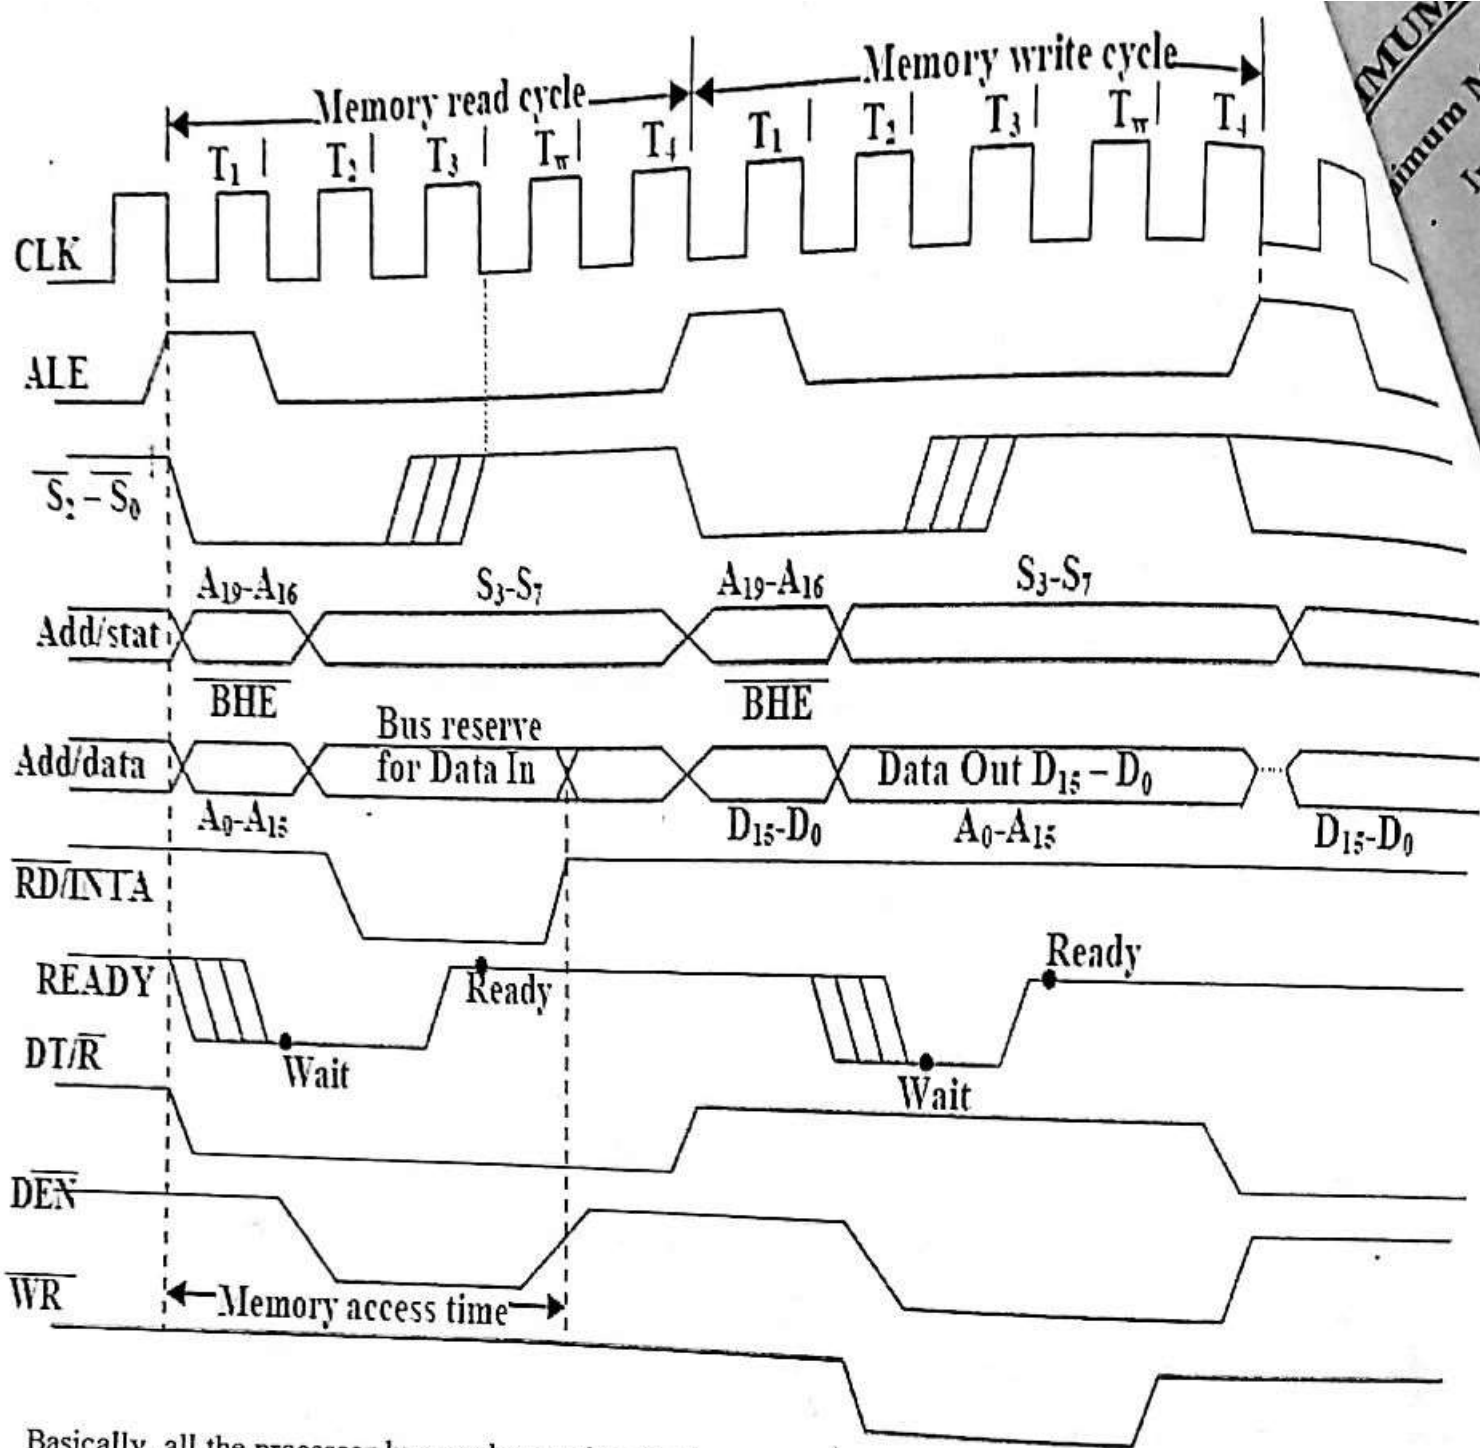 Memory read cycle
Memory write cycle
T1 | T2 | T3 | Tw | T4 T1 | T2 | T3 | Tw | T4
CLK
ALE
S2 – S0
A19-A16 S3-S7 A19-A16 S3-S7
Add/stat
BHE BHE
Bus reserve
Add/data for Data In Data Out D15 – D0
A0-A15 D15-D0 A0-A15 D15-D0
RD/INTA
READY Ready Ready
DT/R Wait Wait
DEN
WR Memory access time
Basically, all the processor